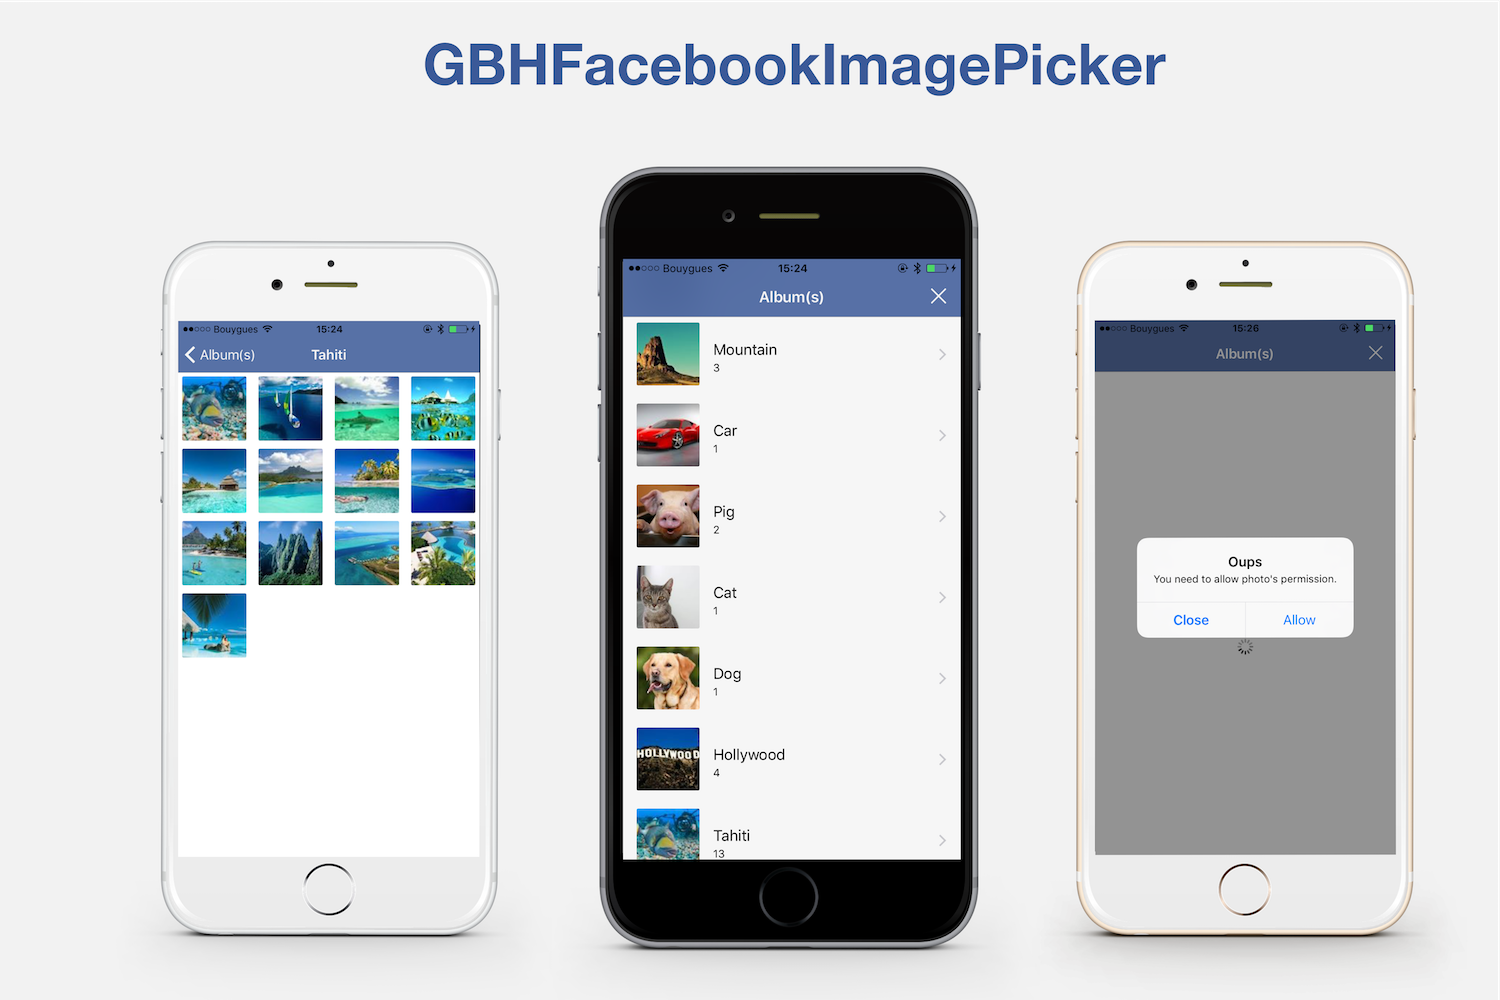 GBHFacebookImagePicker
Bouygues 15:24
Album(s) Tahiti
Bouygues 15:24
Album(s)
Mountain
3
Car
1
Pig
2
Cat
1
Dog
1
HOLLYWOOD
Hollywood
4
Tahiti
13
Bouygues 15:26
Album(s)
Oups
You need to allow photo's permission.
Close Allow